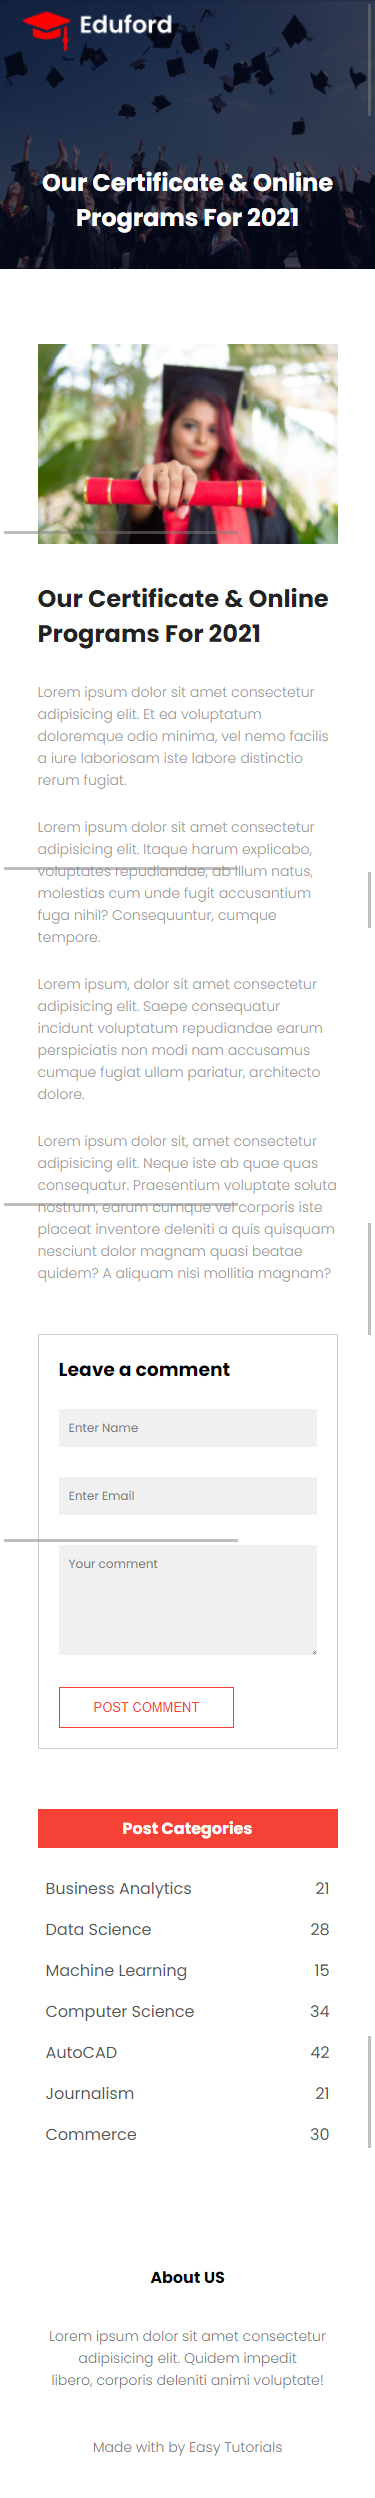 Eduford
Our Certificate & Online
Programs For 2021
Our Certificate & Online
Programs For 2021
Lorem ipsum dolor sit amet consectetur
adipisicing elit. Et ea voluptatum
doloremque odio minima, vel nemo facilis
a iure laboriosam iste labore distinctio
rerum fugiat.
Lorem ipsum dolor sit amet consectetur
adipisicing elit. Itaque harum explicabo,
voluptates repudiandae, ab illum natus,
molestias cum unde fugit accusantium
fuga nihil? Consequuntur, cumque
tempore.
Lorem ipsum, dolor sit amet consectetur
adipisicing elit. Saepe consequatur
incidunt voluptatum repudiandae earum
perspiciatis non modi nam accusamus
cumque fugiat ullam pariatur, architecto
dolore.
Lorem ipsum dolor sit, amet consectetur
adipisicing elit. Neque iste ab quae quas
consequatur. Praesentium voluptate soluta
nostrum, earum cumque vel corporis iste
placeat inventore deleniti a quis quisquam
nesciunt dolor magnam quasi beatae
quidem? A aliquam nisi mollitia magnam?
Leave a comment
Enter Name
Enter Email
Your comment
POST COMMENT
Post Categories
Business Analytics 21
Data Science 28
Machine Learning 15
Computer Science 34
AutoCAD 42
Journalism 21
Commerce 30
About US
Lorem ipsum dolor sit amet consectetur
adipisicing elit. Quidem impedit
libero, corporis deleniti animi voluptate!
Made with by Easy Tutorials